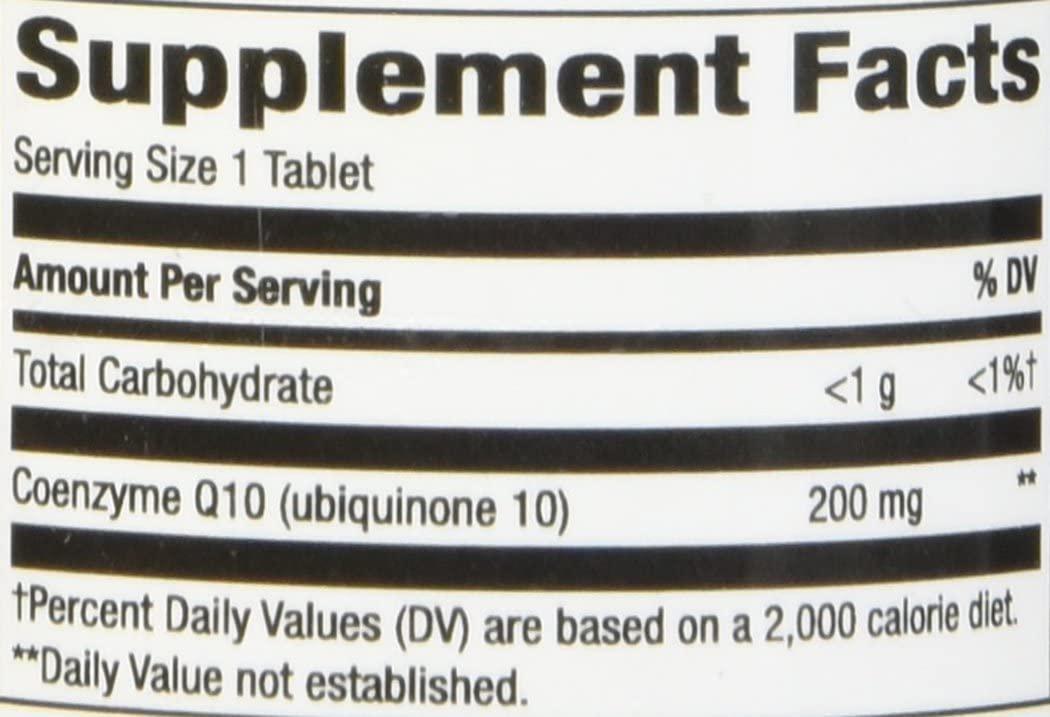 Supplement Facts
Serving Size 1 Tablet
Amount Per Serving % DV
Total Carbohydrate <1 g <1%†
Coenzyme Q10 (ubiquinone 10) 200 mg **
†Percent Daily Values (DV) are based on a 2,000 calorie diet.
**Daily Value not established.